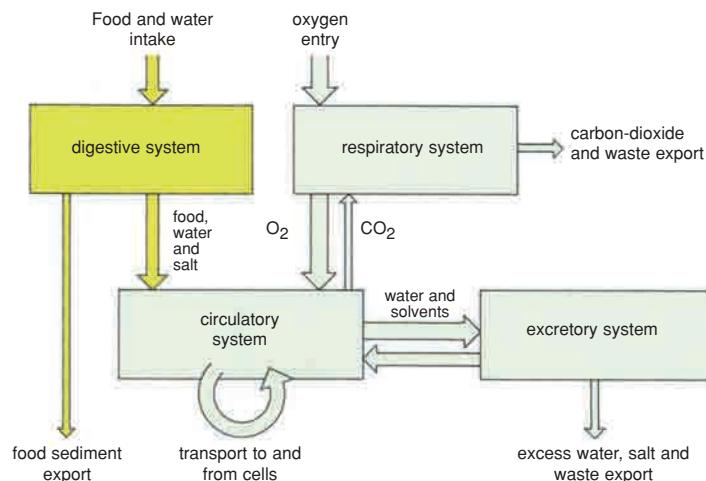 Food and water
intake
oxygen
entry
digestive system
respiratory system
carbon-dioxide
and waste export
food,
water
and
salt
O2
CO2
circulatory
system
water and
solvents
excretory system
food sediment
export
transport to and
from cells
excess water, salt and
waste export